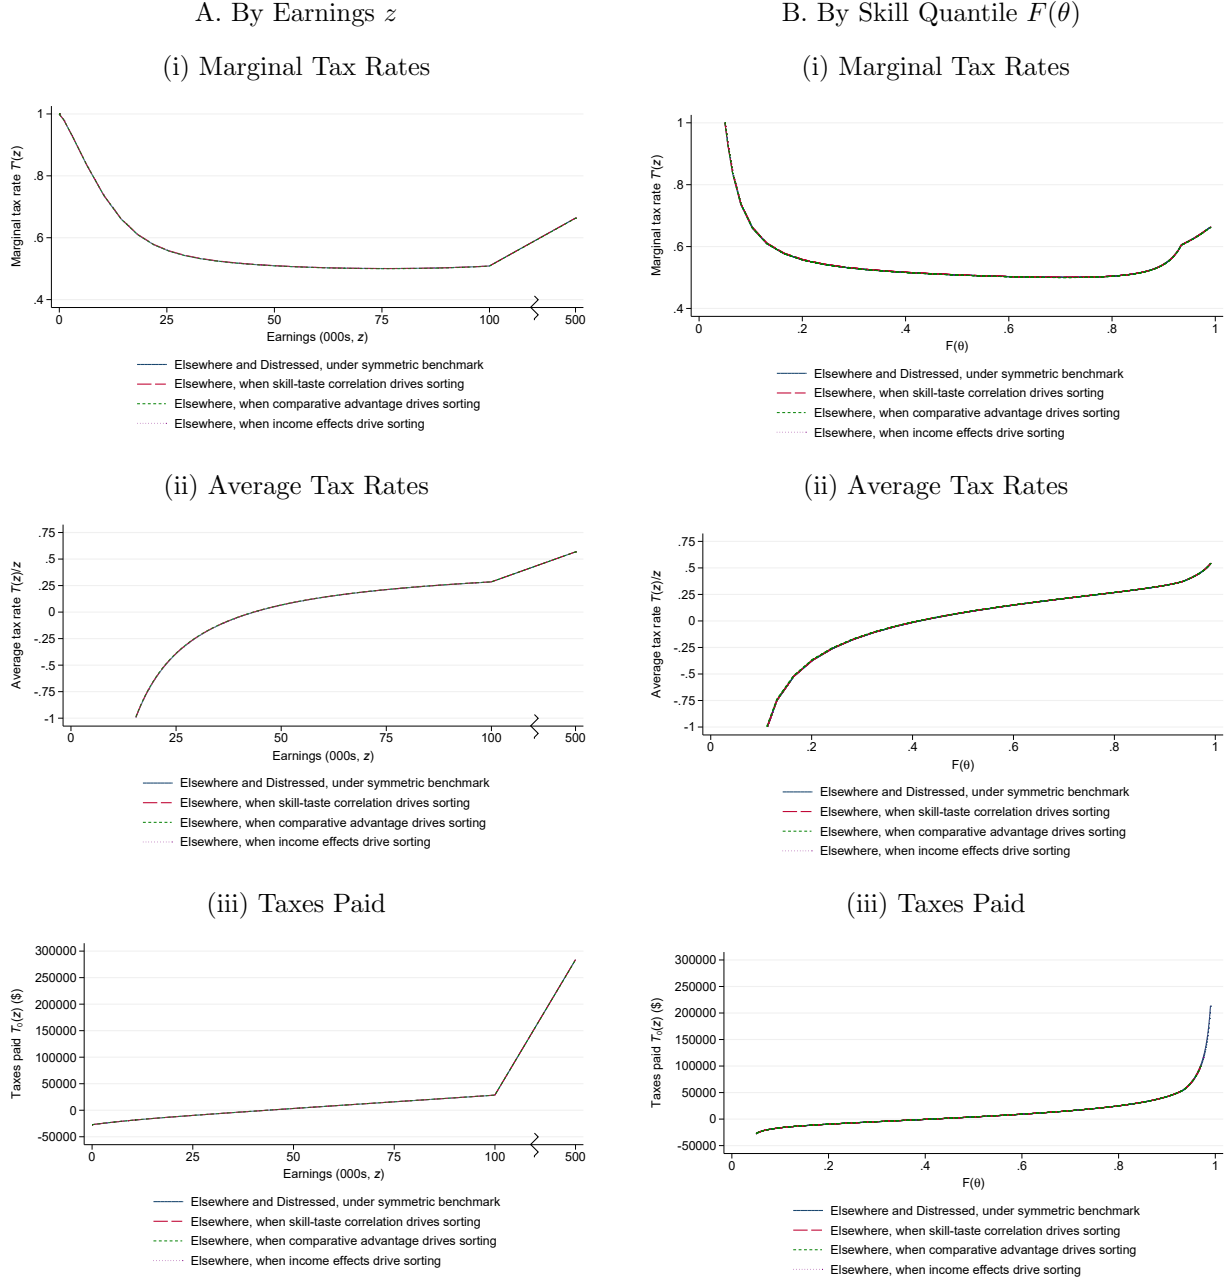 A. By Earnings z
(i) Marginal Tax Rates
Marginal tax rate T'(z)
1
.8
.6
.4
0
25
50
75
100
500
Earnings (000s, z)
Elsewhere and Distressed, under symmetric benchmark
Elsewhere, when skill-taste correlation drives sorting
Elsewhere, when comparative advantage drives sorting
Elsewhere, when income effects drive sorting
(ii) Average Tax Rates
Average tax rate T(z)/z
.75
.5
.25
0
-.25
-.5
-.75
-1
0
25
50
75
100
500
Earnings (000s, z)
Elsewhere and Distressed, under symmetric benchmark
Elsewhere, when skill-taste correlation drives sorting
Elsewhere, when comparative advantage drives sorting
Elsewhere, when income effects drive sorting
(iii) Taxes Paid
Taxes paid T₀(z) ($)
300000
250000
200000
150000
100000
50000
0
-50000
0
25
50
75
100
500
Earnings (000s, z)
Elsewhere and Distressed, under symmetric benchmark
Elsewhere, when skill-taste correlation drives sorting
Elsewhere, when comparative advantage drives sorting
Elsewhere, when income effects drive sorting
B. By Skill Quantile F(θ)
(i) Marginal Tax Rates
Marginal tax rate T'(z)
1
.8
.6
.4
0
.2
.4
.6
.8
1
F(θ)
Elsewhere and Distressed, under symmetric benchmark
Elsewhere, when skill-taste correlation drives sorting
Elsewhere, when comparative advantage drives sorting
Elsewhere, when income effects drive sorting
(ii) Average Tax Rates
Average tax rate T(z)/z
.75
.5
.25
0
-.25
-.5
-.75
-1
0
.2
.4
.6
.8
1
F(θ)
Elsewhere and Distressed, under symmetric benchmark
Elsewhere, when skill-taste correlation drives sorting
Elsewhere, when comparative advantage drives sorting
Elsewhere, when income effects drive sorting
(iii) Taxes Paid
Taxes paid T₀(z) ($)
300000
250000
200000
150000
100000
50000
0
-50000
0
.2
.4
.6
.8
1
F(θ)
Elsewhere and Distressed, under symmetric benchmark
Elsewhere, when skill-taste correlation drives sorting
Elsewhere, when comparative advantage drives sorting
Elsewhere, when income effects drive sorting